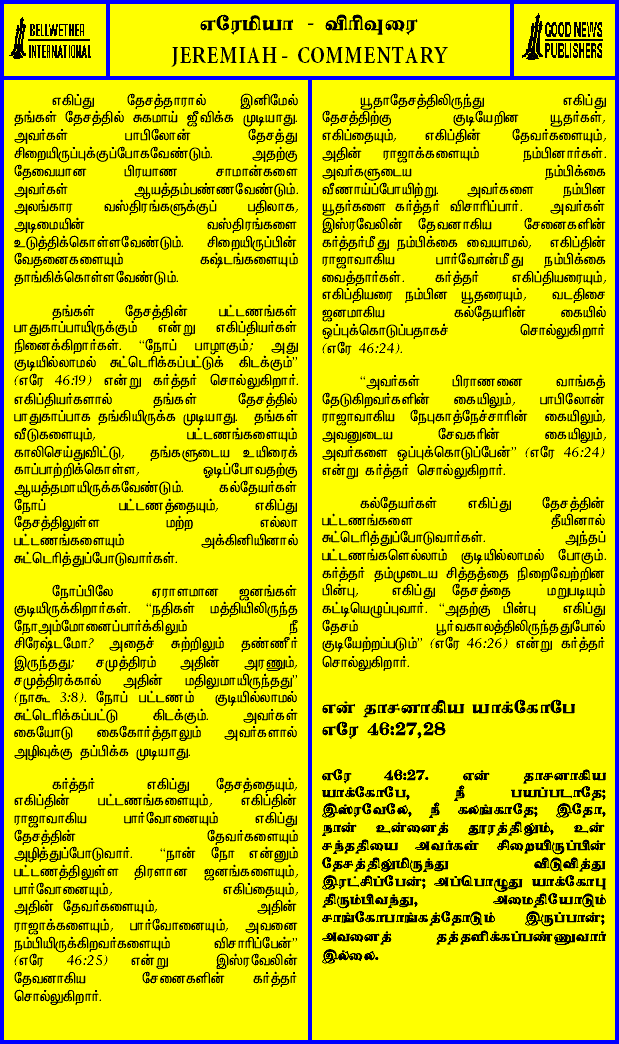 BELLWETHER
INTERNATIONAL
எரேமியா - விரிவுரை
JEREMIAH - COMMENTARY
GOOD NEWS
PUBLISHERS
எகிப்து தேசத்தாரால் இனிமேல்
தங்கள் தேசத்தில் சுகமாய் ஜீவிக்க முடியாது.
அவர்கள் பாபிலோன் தேசத்து
சிறையிருப்புக்குப்போகவேண்டும். அதற்கு
தேவையான பிரயாண சாமான்களை
அவர்கள் ஆயத்தம்பண்ணவேண்டும்.
அலங்கார வஸ்திரங்களுக்குப் பதிலாக,
அடிமையின் வஸ்திரங்களை
உடுத்திக்கொள்ளவேண்டும். சிறையிருப்பின்
வேதனைகளையும் கஷ்டங்களையும்
தாங்கிக்கொள்ளவேண்டும்.
தங்கள் தேசத்தின் பட்டணங்கள்
பாதுகாப்பாயிருக்கும் என்று எகிப்தியர்கள்
நினைக்கிறார்கள். “நோப் பாழாகும்; அது
குடியில்லாமல் சுட்டெரிக்கப்பட்டுக் கிடக்கும்”
(எரே 46:19) என்று கர்த்தர் சொல்லுகிறார்.
எகிப்தியர்களால் தங்கள் தேசத்தில்
பாதுகாப்பாக தங்கியிருக்க முடியாது. தங்கள்
வீடுகளையும், பட்டணங்களையும்
காலிசெய்துவிட்டு, தங்களுடைய உயிரைக்
காப்பாற்றிக்கொள்ள, ஒடிப்போவதற்கு
ஆயத்தமாயிருக்கவேண்டும். கல்தேயர்கள்
நோப் பட்டணத்தையும், எகிப்து
தேசத்திலுள்ள மற்ற எல்லா
பட்டணங்களையும் அக்கினியினால்
சுட்டெரித்துப்போடுவார்கள்.
நோப்பிலே ஏராளமான ஜனங்கள்
குடியிருக்கிறார்கள். “நதிகள் மத்தியிலிருந்த
நோஅம்மோனைப்பார்க்கிலும் நீ
சிரேஷ்டமோ? அதைச் சுற்றிலும் தண்ணீர்
இருந்தது; சமுத்திரம் அதின் அரணும்,
சமுத்திரக்கால் அதின் மதிலுமாயிருந்தது”
(நாகூ 3:8). நோப் பட்டணம் குடியில்லாமல்
சுட்டெரிக்கப்பட்டு கிடக்கும். அவர்கள்
கையோடு கைகோர்த்தாலும் அவர்களால்
அழிவுக்கு தப்பிக்க முடியாது.
கர்த்தர் எகிப்து தேசத்தையும்,
எகிப்தின் பட்டணங்களையும், எகிப்தின்
ராஜாவாகிய பார்வோனையும் எகிப்து
தேசத்தின் தேவர்களையும்
அழித்துப்போடுவார். “நான் நோ என்னும்
பட்டணத்திலுள்ள திரளான ஜனங்களையும்,
பார்வோனையும், எகிப்தையும்,
அதின் தேவர்களையும், அதின்
ராஜாக்களையும், பார்வோனையும், அவனை
நம்பியிருக்கிறவர்களையும் விசாரிப்பேன்”
(எரே 46:25) என்று இஸ்ரவேலின்
தேவனாகிய சேனைகளின் கர்த்தர்
சொல்லுகிறார்.
யூதாதேசத்திலிருந்து எகிப்து
தேசத்திற்கு குடியேறின யூதர்கள்,
எகிப்தையும், எகிப்தின் தேவர்களையும்,
அதின் ராஜாக்களையும் நம்பினார்கள்.
அவர்களுடைய நம்பிக்கை
வீணாய்ப்போயிற்று. அவர்களை நம்பின
யூதர்களை கர்த்தர் விசாரிப்பார். அவர்கள்
இஸ்ரவேலின் தேவனாகிய சேனைகளின்
கர்த்தர்மீது நம்பிக்கை வையாமல், எகிப்தின்
ராஜாவாகிய பார்வோன்மீது நம்பிக்கை
வைத்தார்கள். கர்த்தர் எகிப்தியரையும்,
எகிப்தியரை நம்பின யூதரையும், வடதிசை
ஜனமாகிய கல்தேயரின் கையில்
ஒப்புக்கொடுப்பதாகச் சொல்லுகிறார்
(எரே 46:24).
“அவர்கள் பிராணனை வாங்கத்
தேடுகிறவர்களின் கையிலும், பாபிலோன்
ராஜாவாகிய நேபுகாத்நேச்சாரின் கையிலும்,
அவனுடைய சேவகரின் கையிலும்,
அவர்களை ஒப்புக்கொடுப்பேன்” (எரே 46:24)
என்று கர்த்தர் சொல்லுகிறார்.
கல்தேயர்கள் எகிப்து தேசத்தின்
பட்டணங்களை தீயினால்
சுட்டெரித்துப்போடுவார்கள். அந்தப்
பட்டணங்களெல்லாம் குடியில்லாமல் போகும்.
கர்த்தர் தம்முடைய சித்தத்தை நிறைவேற்றின
பின்பு, எகிப்து தேசத்தை மறுபடியும்
கட்டியெழுப்புவார். “அதற்கு பின்பு எகிப்து
தேசம் பூர்வகாலத்திலிருந்ததுபோல்
குடியேற்றப்படும்” (எரே 46:26) என்று கர்த்தர்
சொல்லுகிறார்.
என் தாசனாகிய யாக்கோபே
எரே 46:27,28
எரே 46:27. என் தாசனாகிய
யாக்கோபே, நீ பயப்படாதே;
இஸ்ரவேலே, நீ கலங்காதே; இதோ,
நான் உன்னைத் தூரத்திலும், உன்
சந்ததியை அவர்கள் சிறையிருப்பின்
தேசத்திலுமிருந்து விடுவித்து
இரட்சிப்பேன்; அப்பொழுது யாக்கோபு
திரும்பிவந்து, அமைதியோடும்
சாங்கோபாங்கத்தோடும் இருப்பான்;
அவனைத் தத்தளிக்கப்பண்ணுவார்
இல்லை.